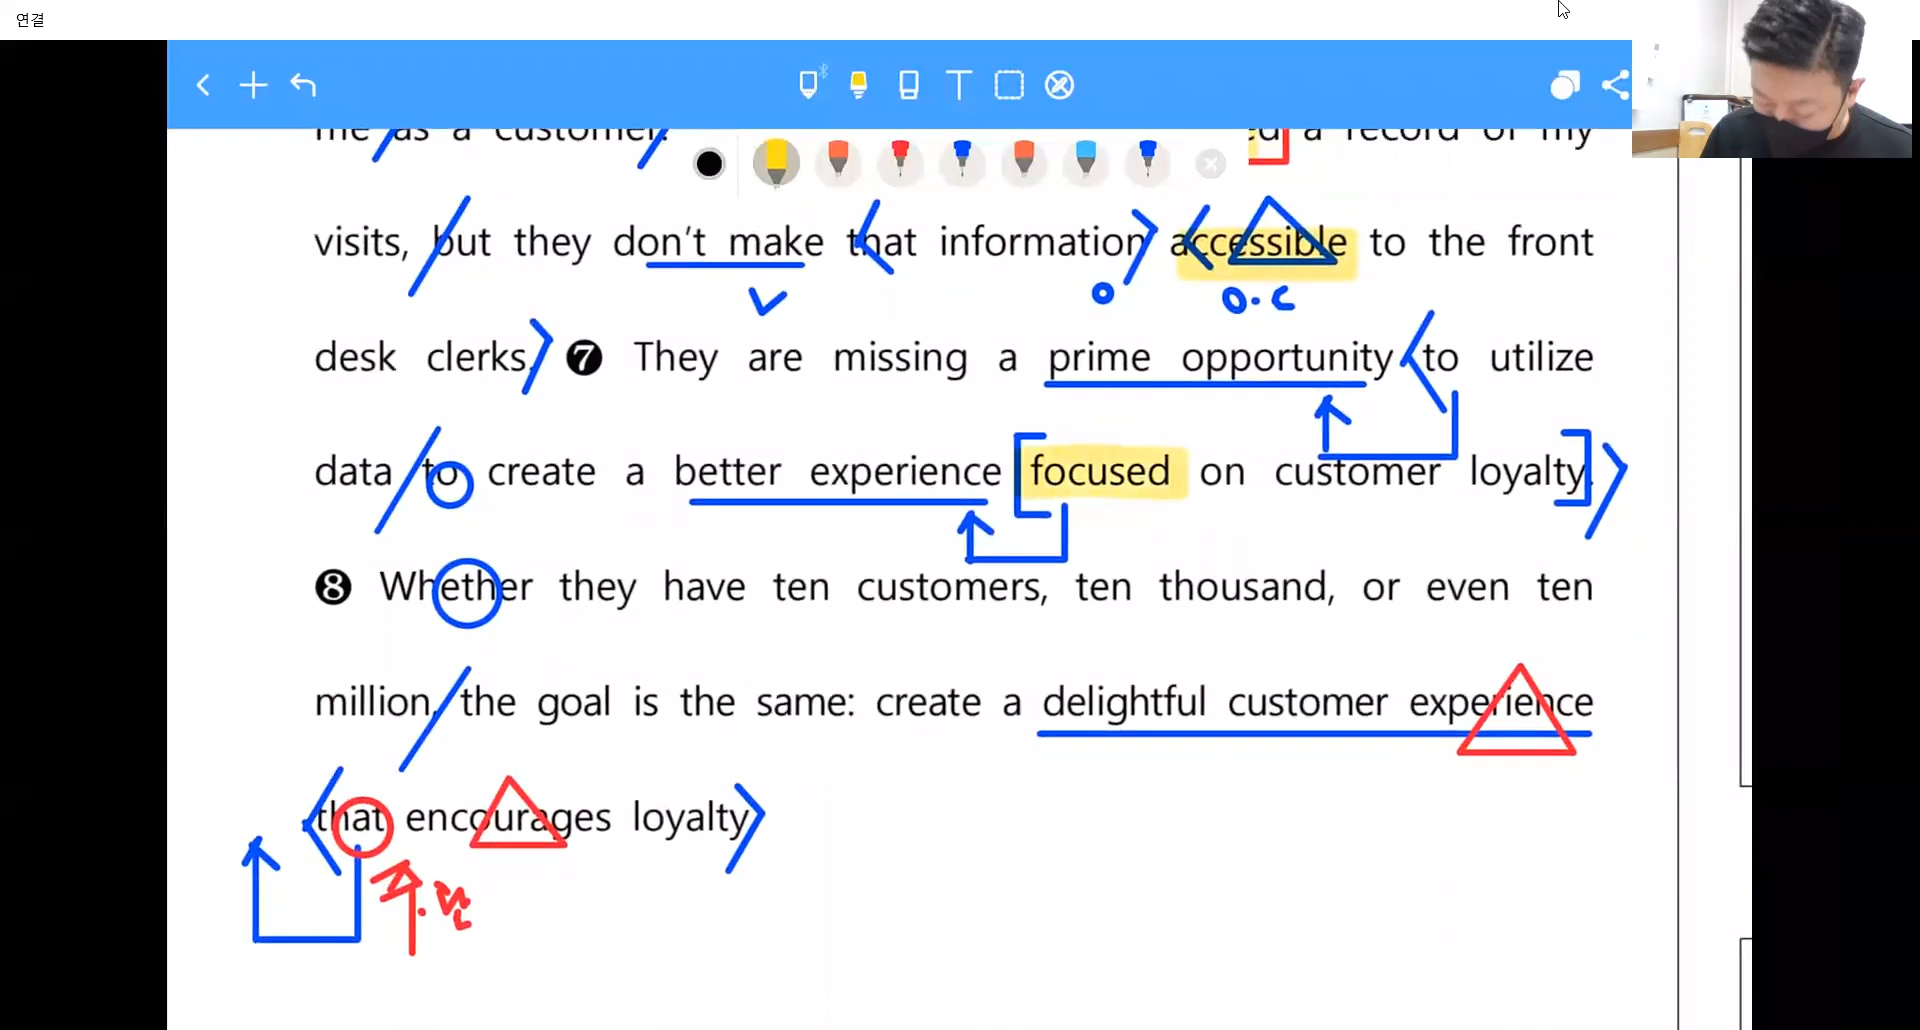 연결
me as a customer. ed a record of my
visits, but they don't make that information accessible to the front
V O O.C
desk clerks. ❼ They are missing a prime opportunity to utilize
data to create a better experience focused on customer loyalty.
❽ Whether they have ten customers, ten thousand, or even ten
million, the goal is the same: create a delightful customer experience
that encourages loyalty
주.단